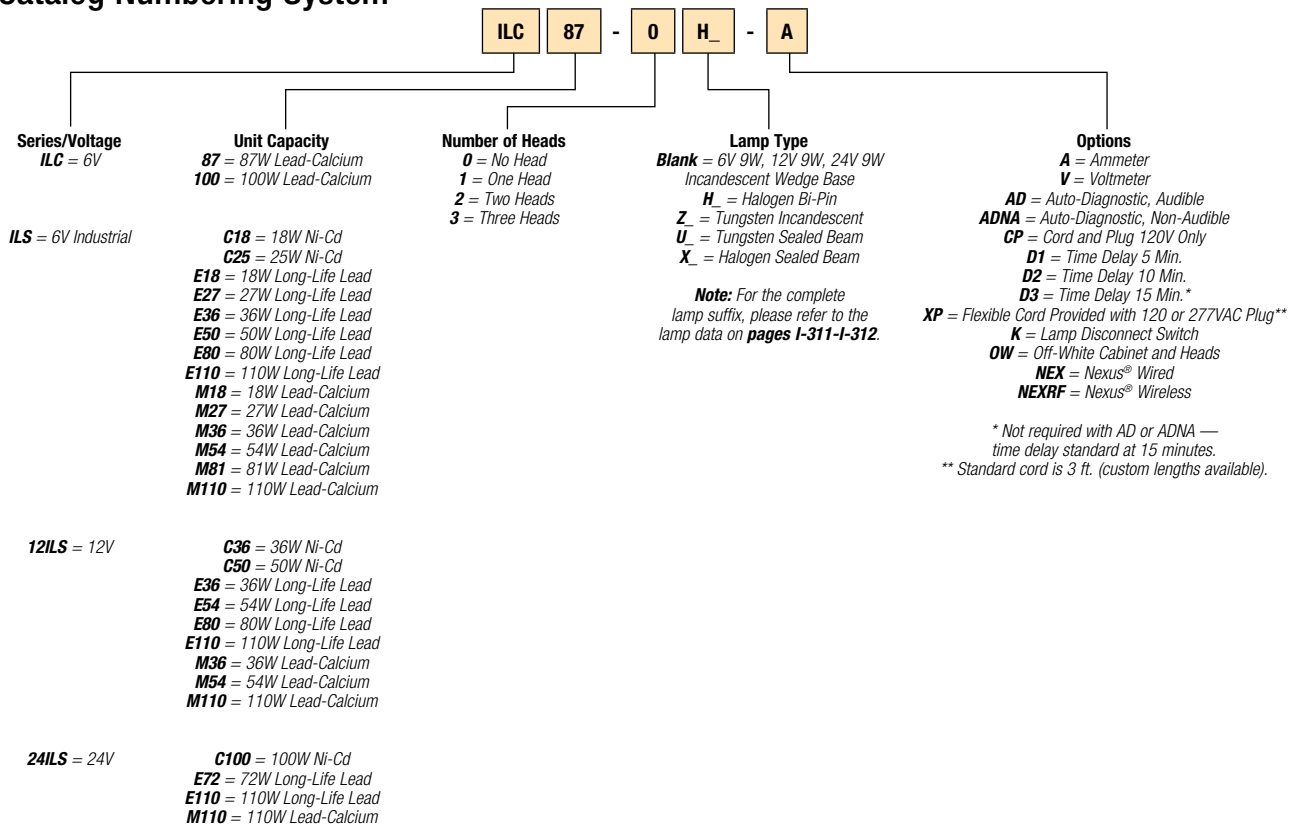 Catalog Numbering System
ILC 87 - 0 H_ - A
Series/Voltage
ILC = 6V
Unit Capacity
87 = 87W Lead-Calcium
100 = 100W Lead-Calcium
Number of Heads
0 = No Head
1 = One Head
2 = Two Heads
3 = Three Heads
Lamp Type
Blank = 6V 9W, 12V 9W, 24V 9W
Incandescent Wedge Base
H_ = Halogen Bi-Pin
Z_ = Tungsten Incandescent
U_ = Tungsten Sealed Beam
X_ = Halogen Sealed Beam
Note: For the complete
lamp suffix, please refer to the
lamp data on pages I-311-I-312.
Options
A = Ammeter
V = Voltmeter
AD = Auto-Diagnostic, Audible
ADNA = Auto-Diagnostic, Non-Audible
CP = Cord and Plug 120V Only
D1 = Time Delay 5 Min.
D2 = Time Delay 10 Min.
D3 = Time Delay 15 Min.*
XP = Flexible Cord Provided with 120 or 277VAC Plug**
K = Lamp Disconnect Switch
OW = Off-White Cabinet and Heads
NEX = Nexus® Wired
NEXRF = Nexus® Wireless
* Not required with AD or ADNA —
time delay standard at 15 minutes.
** Standard cord is 3 ft. (custom lengths available).
ILS = 6V Industrial
C18 = 18W Ni-Cd
C25 = 25W Ni-Cd
E18 = 18W Long-Life Lead
E27 = 27W Long-Life Lead
E36 = 36W Long-Life Lead
E50 = 50W Long-Life Lead
E80 = 80W Long-Life Lead
E110 = 110W Long-Life Lead
M18 = 18W Lead-Calcium
M27 = 27W Lead-Calcium
M36 = 36W Lead-Calcium
M54 = 54W Lead-Calcium
M81 = 81W Lead-Calcium
M110 = 110W Lead-Calcium
12ILS = 12V
C36 = 36W Ni-Cd
C50 = 50W Ni-Cd
E36 = 36W Long-Life Lead
E54 = 54W Long-Life Lead
E80 = 80W Long-Life Lead
E110 = 110W Long-Life Lead
M36 = 36W Lead-Calcium
M54 = 54W Lead-Calcium
M110 = 110W Lead-Calcium
24ILS = 24V
C100 = 100W Ni-Cd
E72 = 72W Long-Life Lead
E110 = 110W Long-Life Lead
M110 = 110W Lead-Calcium